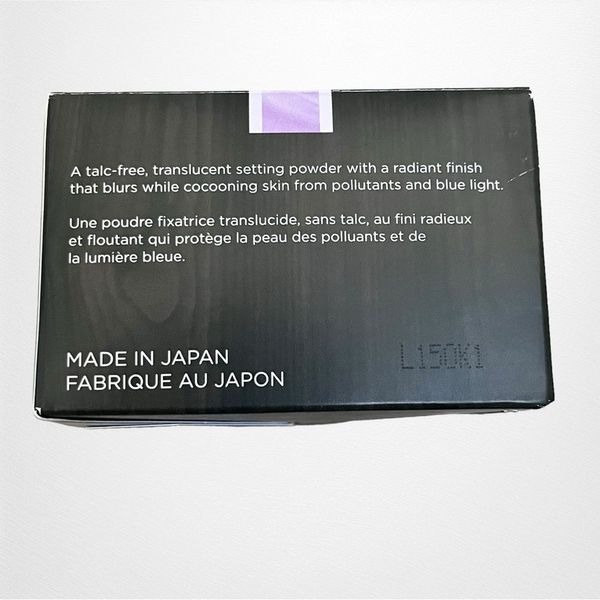 A talc-free, translucent setting powder with a radiant finish
that blurs while cocooning skin from pollutants and blue light.
Une poudre fixatrice translucide, sans talc, au fini radieux
et floutant qui protège la peau des polluants et de
la lumière bleue.
MADE IN JAPAN
FABRIQUE AU JAPON
L150K1